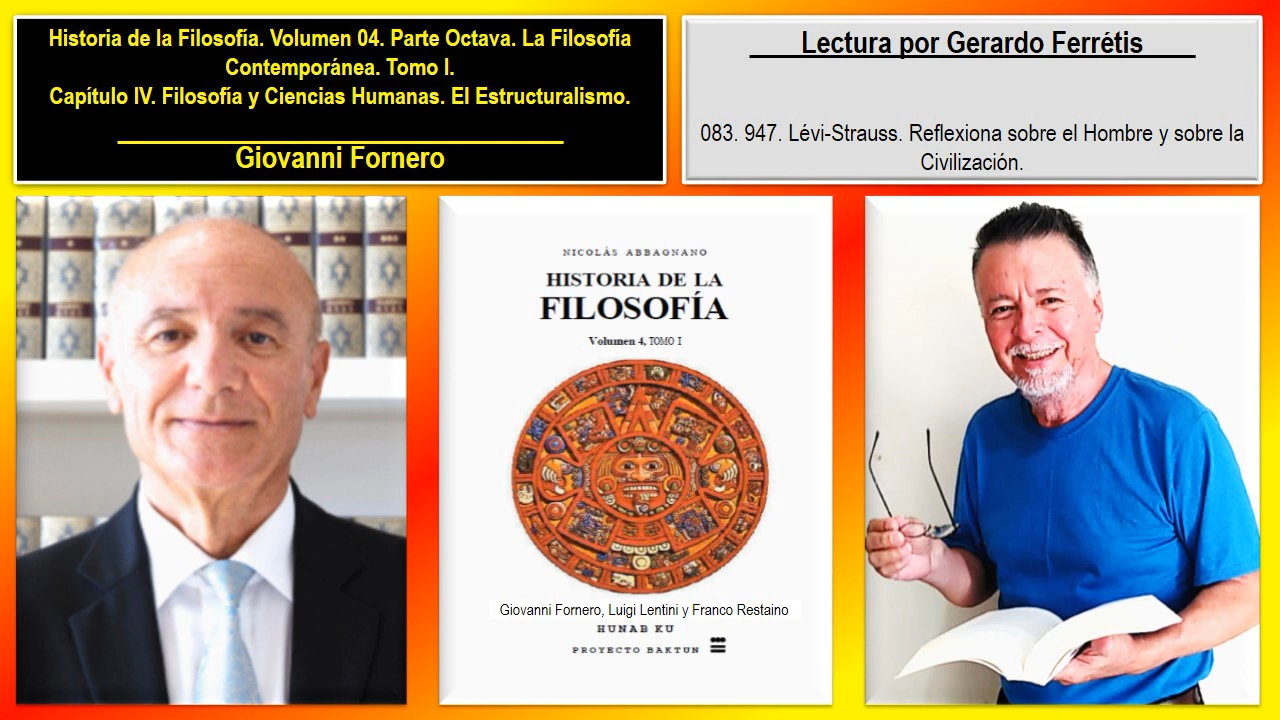 Historia de la Filosofía. Volumen 04. Parte Octava. La Filosofía
Contemporánea. Tomo I.
Capítulo IV. Filosofía y Ciencias Humanas. El Estructuralismo.
Giovanni Fornero
Lectura por Gerardo Ferrétis
083. 947. Lévi-Strauss. Reflexiona sobre el Hombre y sobre la
Civilización.
NICOLÁS ABBAGNANO
HISTORIA DE LA
FILOSOFÍA
Volumen 4, TOMO I
Giovanni Fornero, Luigi Lentini y Franco Restaino
HUNAB KU
PROYECTO BAKTUN